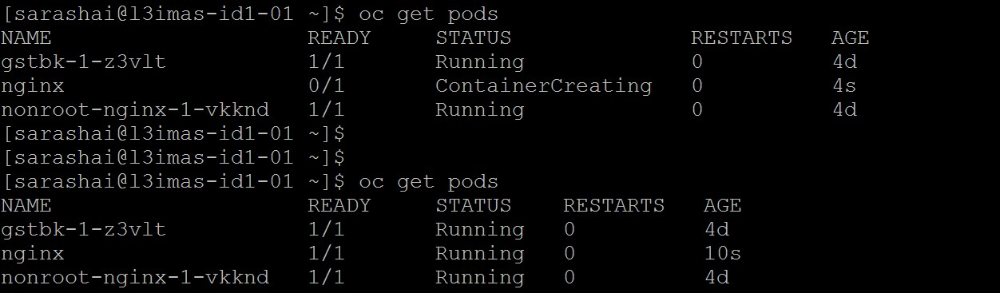 [sarashai@l3imas-id1-01 ~]$ oc get pods
NAME                    READY     STATUS              RESTARTS   AGE
gstbk-1-z3vlt           1/1       Running             0          4d
nginx                   0/1       ContainerCreating   0          4s
nonroot-nginx-1-vkknd   1/1       Running             0          4d
[sarashai@l3imas-id1-01 ~]$
[sarashai@l3imas-id1-01 ~]$
[sarashai@l3imas-id1-01 ~]$ oc get pods
NAME                    READY     STATUS    RESTARTS   AGE
gstbk-1-z3vlt           1/1       Running   0          4d
nginx                   1/1       Running   0          10s
nonroot-nginx-1-vkknd   1/1       Running   0          4d